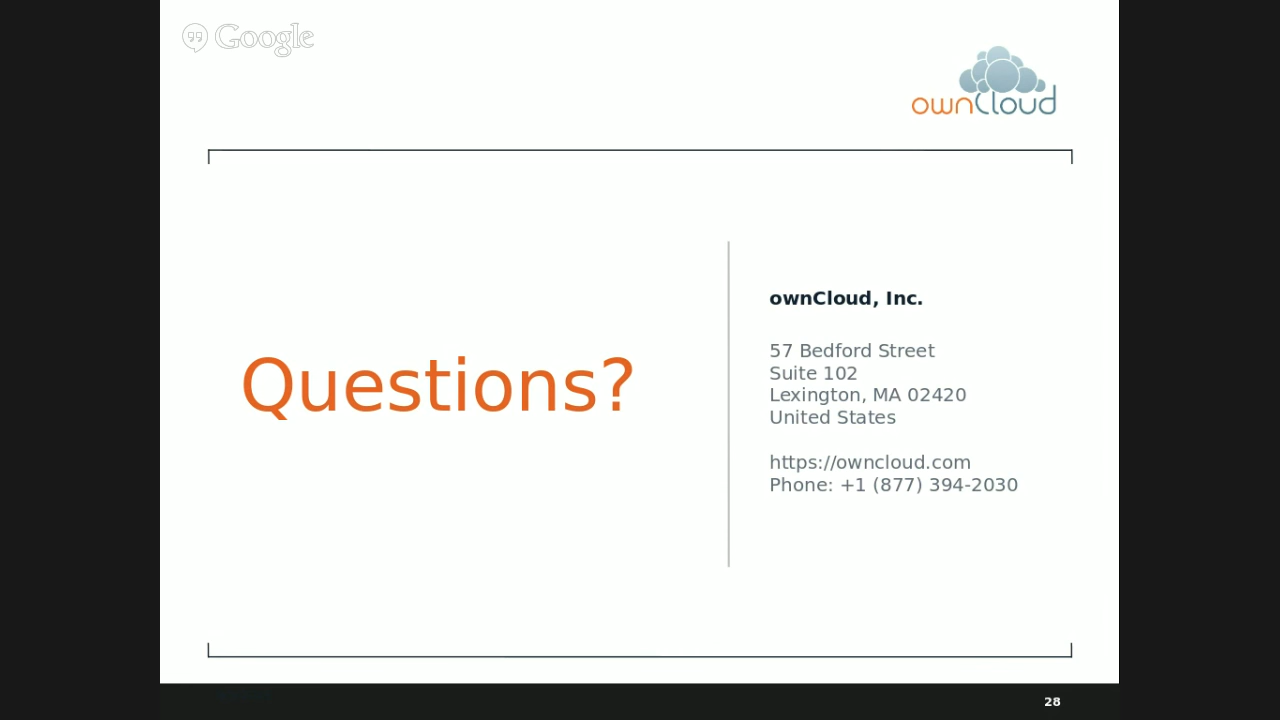 Google
ownCloud
Questions?
ownCloud, Inc.
57 Bedford Street
Suite 102
Lexington, MA 02420
United States
https://owncloud.com
Phone: +1 (877) 394-2030
28